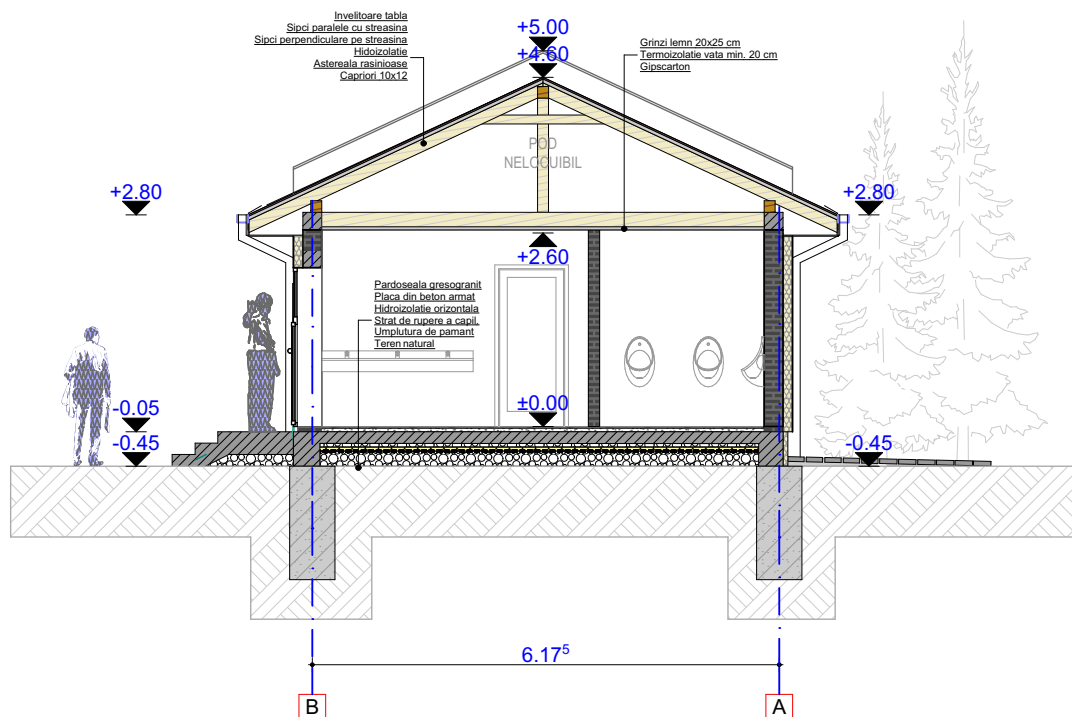 Invelitoare tabla
Sipci paralele cu streasina
Sipci perpendiculare pe streasina
Hidoizolatie
Astereala rasinioase
Capriori 10x12
+5.00
+4.60
Grinzi lemn 20x25 cm
Termoizolatie vata min. 20 cm
Gipscarton
POD
NELOCUIBIL
+2.80
+2.80
+2.60
Pardoseala gresogranit
Placa din beton armat
Hidroizolatie orizontala
Strat de rupere a capil.
Umplutura de pamant
Teren natural
±0.00
-0.05
-0.45
-0.45
6.17⁵
B
A